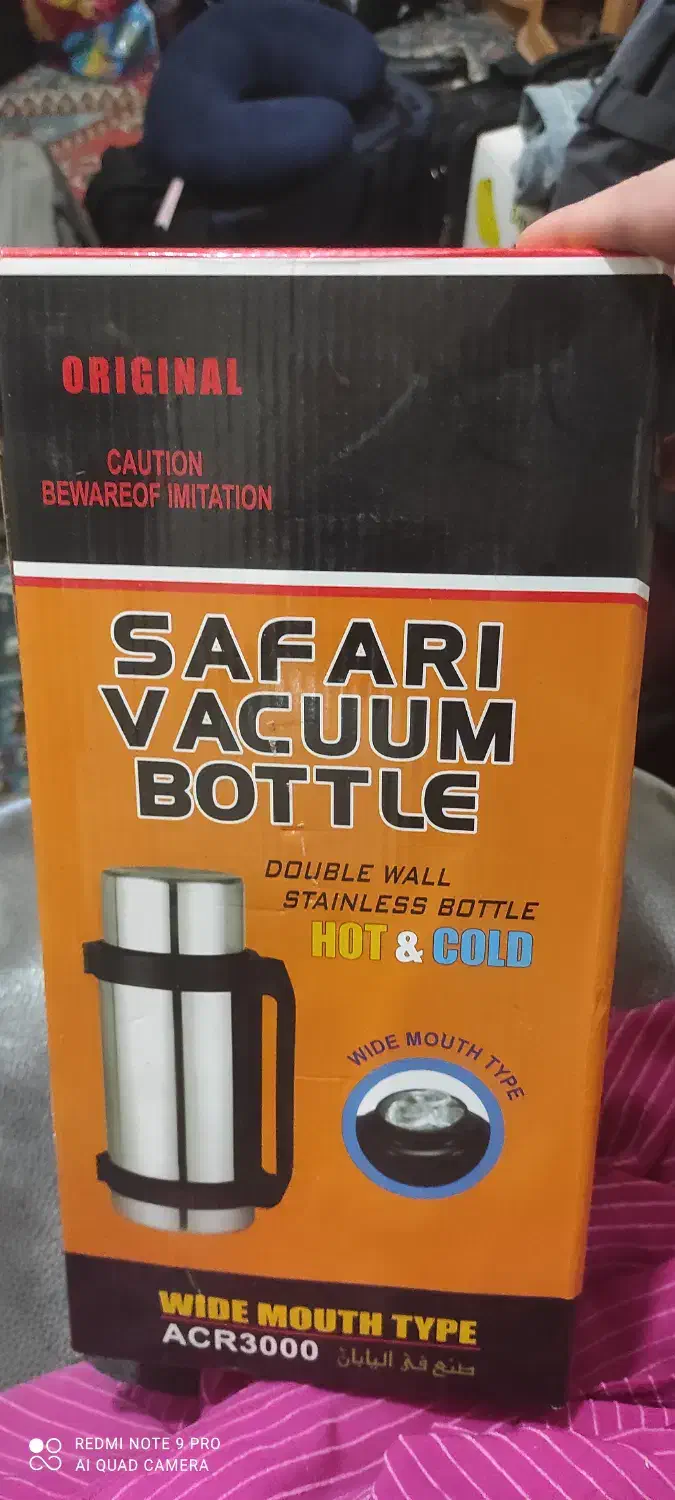 ORIGINAL
CAUTION
BEWAREOF IMITATION
SAFARI
VACUUM
BOTTLE
DOUBLE WALL
STAINLESS BOTTLE
HOT & COLD
WIDE MOUTH TYPE
WIDE MOUTH TYPE
ACR3000
صنع في اليابان
REDMI NOTE 9 PRO
AI QUAD CAMERA